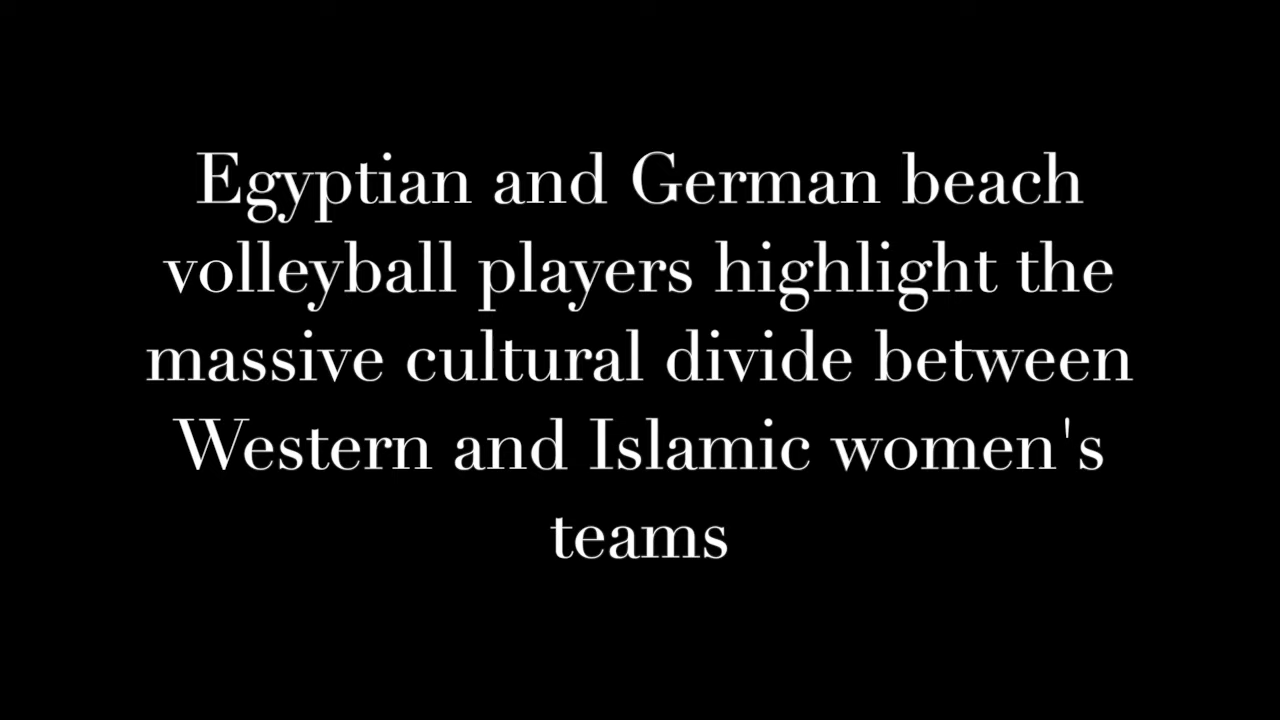 Egyptian and German beach
volleyball players highlight the
massive cultural divide between
Western and Islamic women's
teams